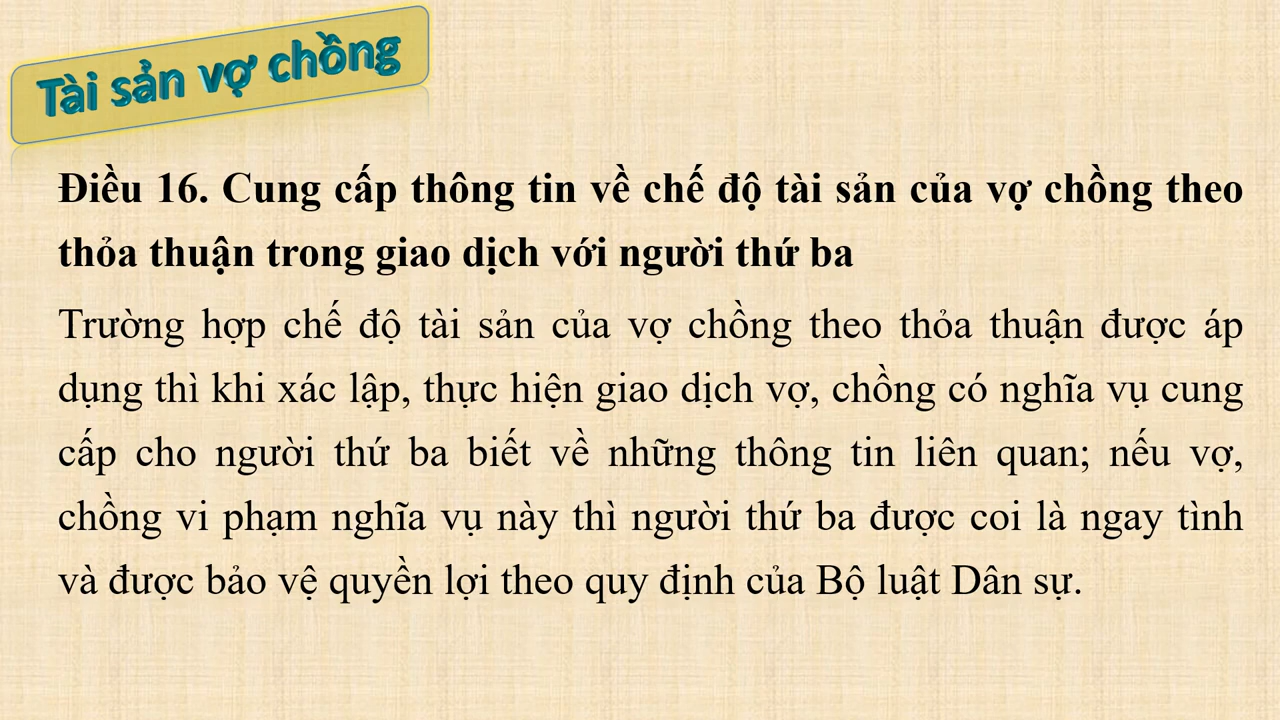 Tài sản vợ chồng
Điều 16. Cung cấp thông tin về chế độ tài sản của vợ chồng theo
thỏa thuận trong giao dịch với người thứ ba
Trường hợp chế độ tài sản của vợ chồng theo thỏa thuận được áp
dụng thì khi xác lập, thực hiện giao dịch vợ, chồng có nghĩa vụ cung
cấp cho người thứ ba biết về những thông tin liên quan; nếu vợ,
chồng vi phạm nghĩa vụ này thì người thứ ba được coi là ngay tình
và được bảo vệ quyền lợi theo quy định của Bộ luật Dân sự.